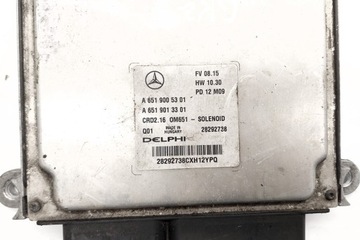 FV 08.15
HW 10.30
PD 12 M09
A 651 900 53 01
A 651 901 33 01
CRD2.16 OM651 - SOLENOID
Q01 MADE IN HUNGARY 28292738
DELPHI
28292738CXH12YPQ